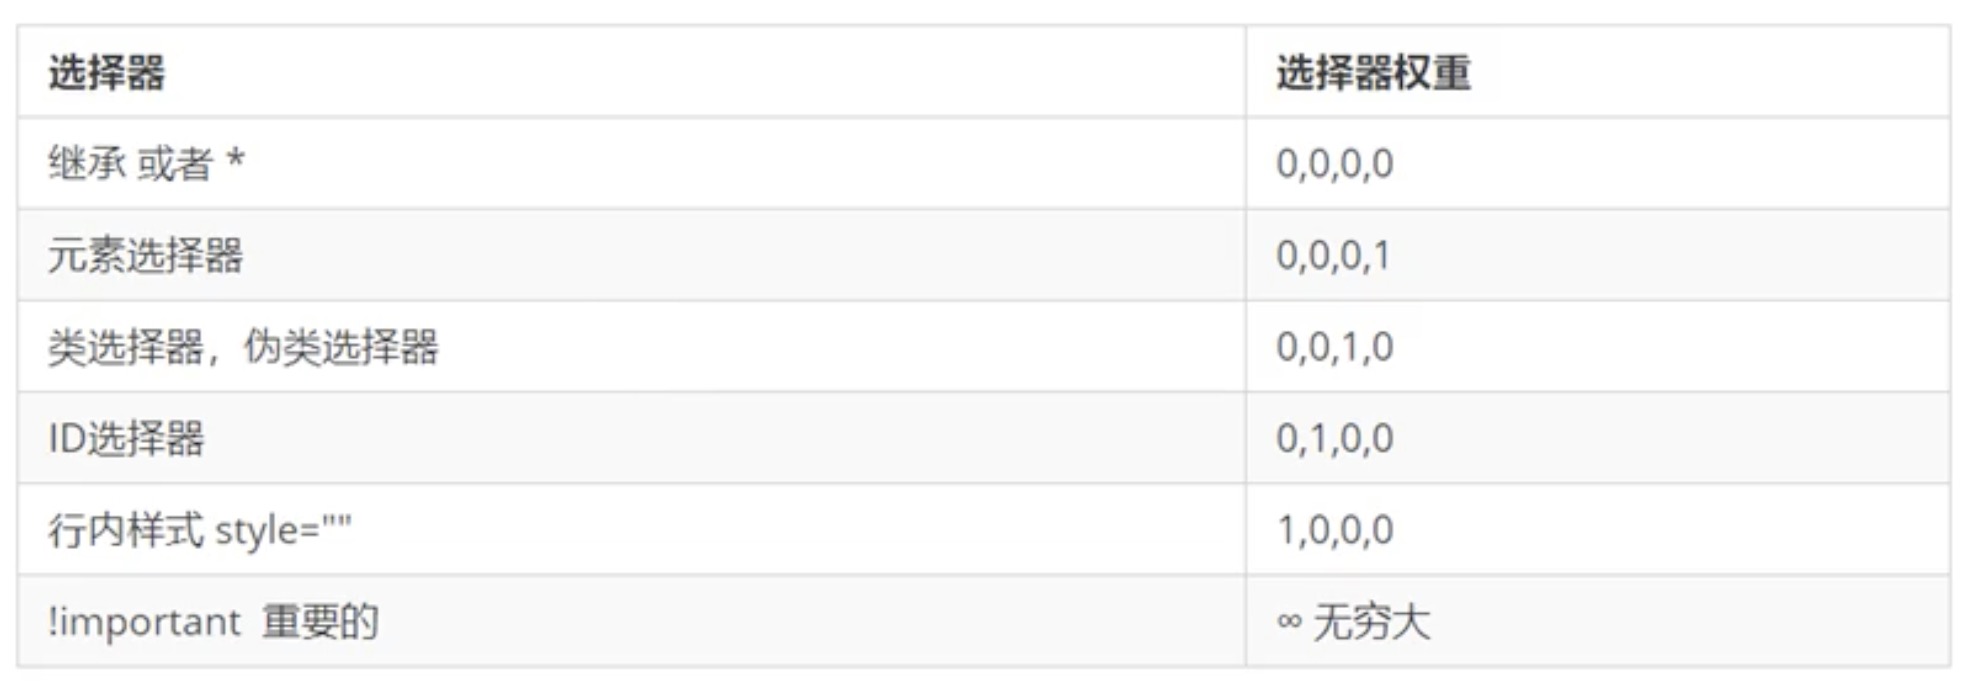 选择器 选择器权重
继承 或者 * 0,0,0,0
元素选择器 0,0,0,1
类选择器，伪类选择器 0,0,1,0
ID选择器 0,1,0,0
行内样式 style="" 1,0,0,0
!important 重要的 ∞ 无穷大